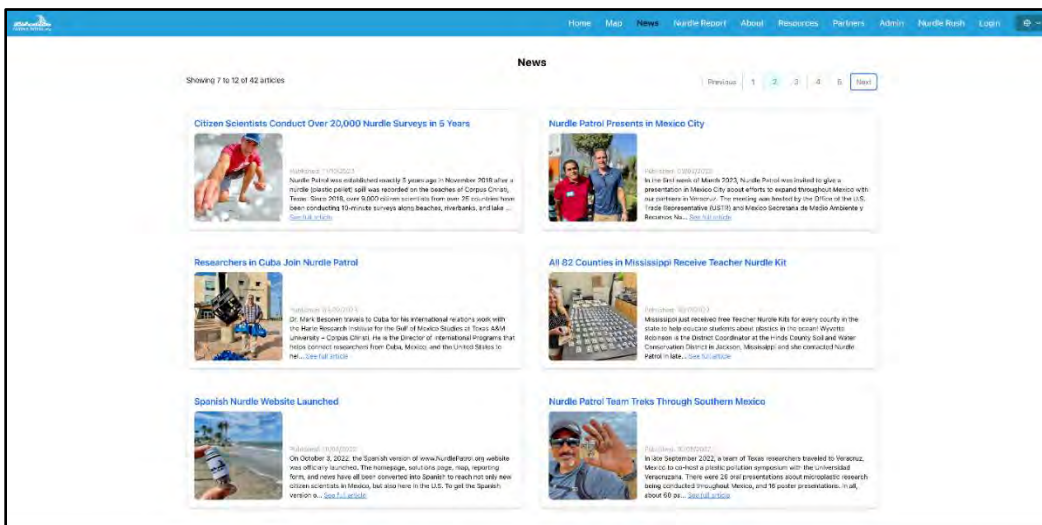 Home Map News Nurdle Report About Resources Partners Admin Nurdle Rush Login
News
Showing 7 to 12 of 42 articles
Previous 1 2 3 4 5 Next
Citizen Scientists Conduct Over 20,000 Nurdle Surveys in 5 Years
Nurdle Patrol was established exactly 5 years ago in November 2018 after a
nurdle (plastic pellet) spill was recorded on the beaches of Corpus Christi,
Texas. Since 2018, over 9,000 citizen scientists from over 25 countries have
been conducting 10-minute surveys along beaches, riverbanks, and lake ...
See full article
Nurdle Patrol Presents in Mexico City
In the first week of March 2023, Nurdle Patrol was invited to give a
presentation in Mexico City about efforts to expand throughout Mexico with
our partners in Veracruz. The meeting was hosted by the Office of the U.S.
Trade Representative (USTR) and Mexico Secretaria de Medio Ambiente y
Recursos Na... See full article
Researchers in Cuba Join Nurdle Patrol
Dr. Mark Besonen travels to Cuba for his international relations work with
the Harte Research Institute for the Gulf of Mexico Studies at Texas A&M
University - Corpus Christi. He is the Director of International Programs that
helps connect researchers from Cuba, Mexico, and the United States to
hel... See full article
All 82 Counties in Mississippi Receive Teacher Nurdle Kit
Mississippi just received free Teacher Nurdle Kits for every county in the
state to help educate students about plastics in the ocean! Wyvette
Robinson is the District Coordinator at the Hinds County Soil and Water
Conservation District in Jackson, Mississippi and she contacted Nurdle
Patrol in late... See full article
Spanish Nurdle Website Launched
On October 3, 2022, the Spanish version of www.NurdlePatrol.org website
was officially launched. The homepage, solutions page, map, reporting
form, and news have all been converted into Spanish to reach not only new
citizen scientists in Mexico, but also here in the U.S. To get the Spanish
version o... See full article
Nurdle Patrol Team Treks Through Southern Mexico
In late September 2022, a team of Texas researchers traveled to Veracruz,
Mexico to co-host a plastic pollution symposium with the Universidad
Veracruzana. There were 26 oral presentations about microplastic research
being conducted throughout Mexico, and 16 poster presentations. In all,
about 60 pa... See full article